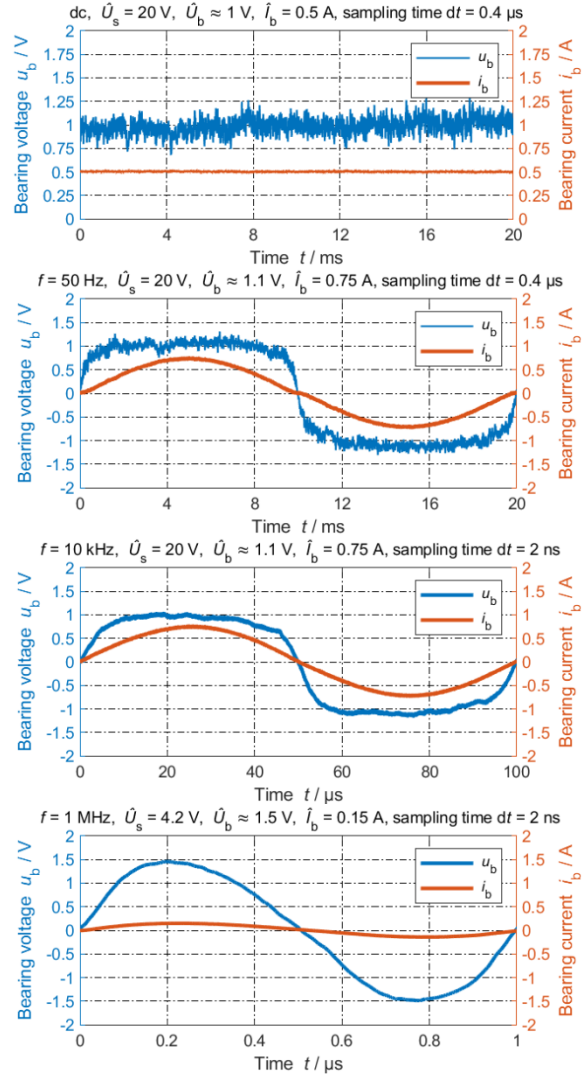 dc, Û_s = 20 V, Û_b ≈ 1 V, Î_b = 0.5 A, sampling time dt = 0.4 µs
Bearing voltage u_b / V
2
1.75
1.5
1.25
1
0.75
0.5
0.25
0
u_b
i_b
2
1.75
1.5
1.25
1
0.75
0.5
0.25
0
Bearing current i_b / A
0 4 8 12 16 20
Time t / ms
f = 50 Hz, Û_s = 20 V, Û_b ≈ 1.1 V, Î_b = 0.75 A, sampling time dt = 0.4 µs
Bearing voltage u_b / V
2
1.5
1
0.5
0
-0.5
-1
-1.5
-2
u_b
i_b
2
1.5
1
0.5
0
-0.5
-1
-1.5
-2
Bearing current i_b / A
0 4 8 12 16 20
Time t / ms
f = 10 kHz, Û_s = 20 V, Û_b ≈ 1.1 V, Î_b = 0.75 A, sampling time dt = 2 ns
Bearing voltage u_b / V
2
1.5
1
0.5
0
-0.5
-1
-1.5
-2
u_b
i_b
2
1.5
1
0.5
0
-0.5
-1
-1.5
-2
Bearing current i_b / A
0 20 40 60 80 100
Time t / µs
f = 1 MHz, Û_s = 4.2 V, Û_b ≈ 1.5 V, Î_b = 0.15 A, sampling time dt = 2 ns
Bearing voltage u_b / V
2
1.5
1
0.5
0
-0.5
-1
-1.5
-2
u_b
i_b
2
1.5
1
0.5
0
-0.5
-1
-1.5
-2
Bearing current i_b / A
0 0.2 0.4 0.6 0.8 1
Time t / µs